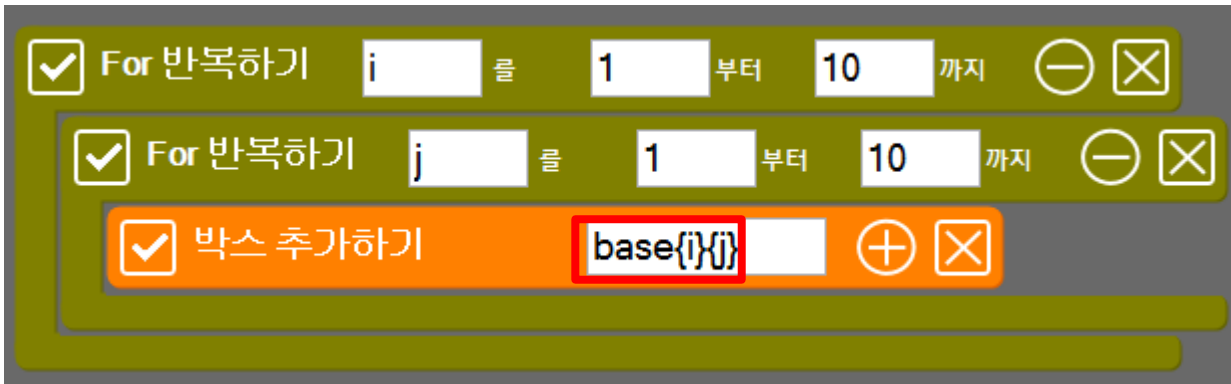 For 반복하기 i 를 1 부터 10 까지
For 반복하기 j 를 1 부터 10 까지
박스 추가하기 base{i}{j}